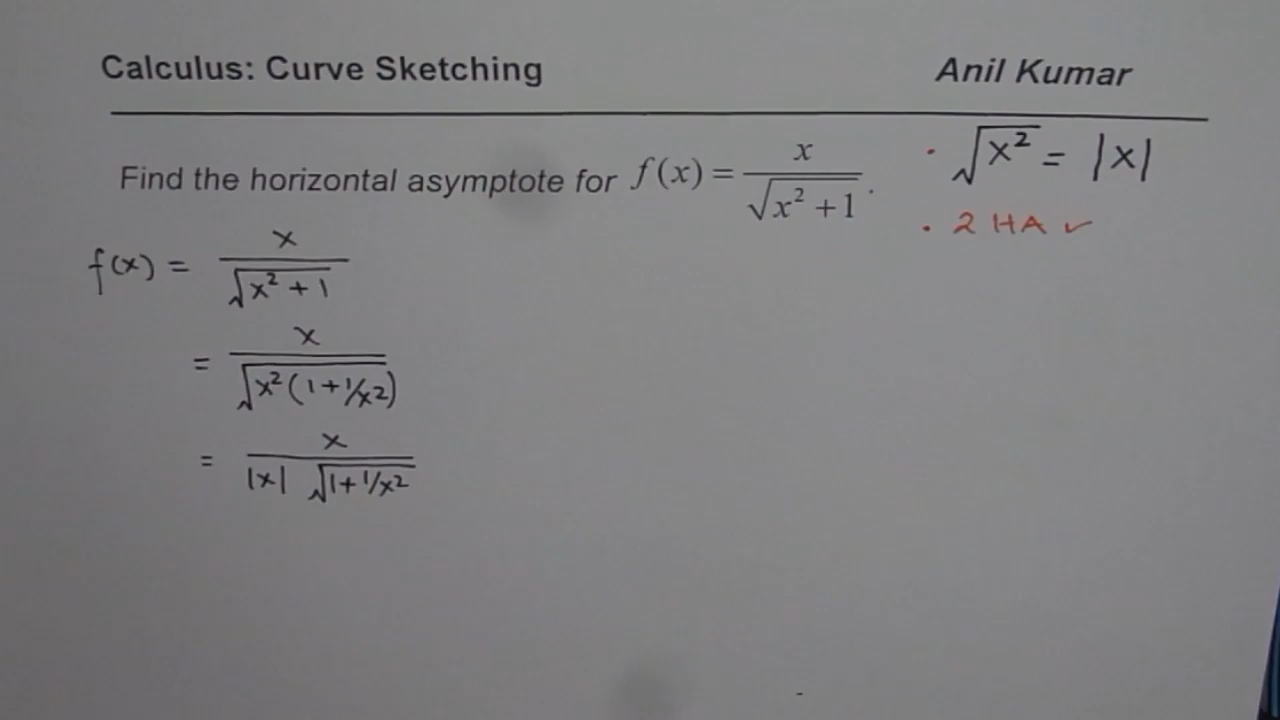 Calculus: Curve Sketching Anil Kumar
Find the horizontal asymptote for f(x) = x / √(x² + 1).
• √x² = |x|
• 2 HA ✓
f(x) = x / √(x² + 1)
= x / √(x² (1 + 1/x²))
= x / |x| √(1 + 1/x²)